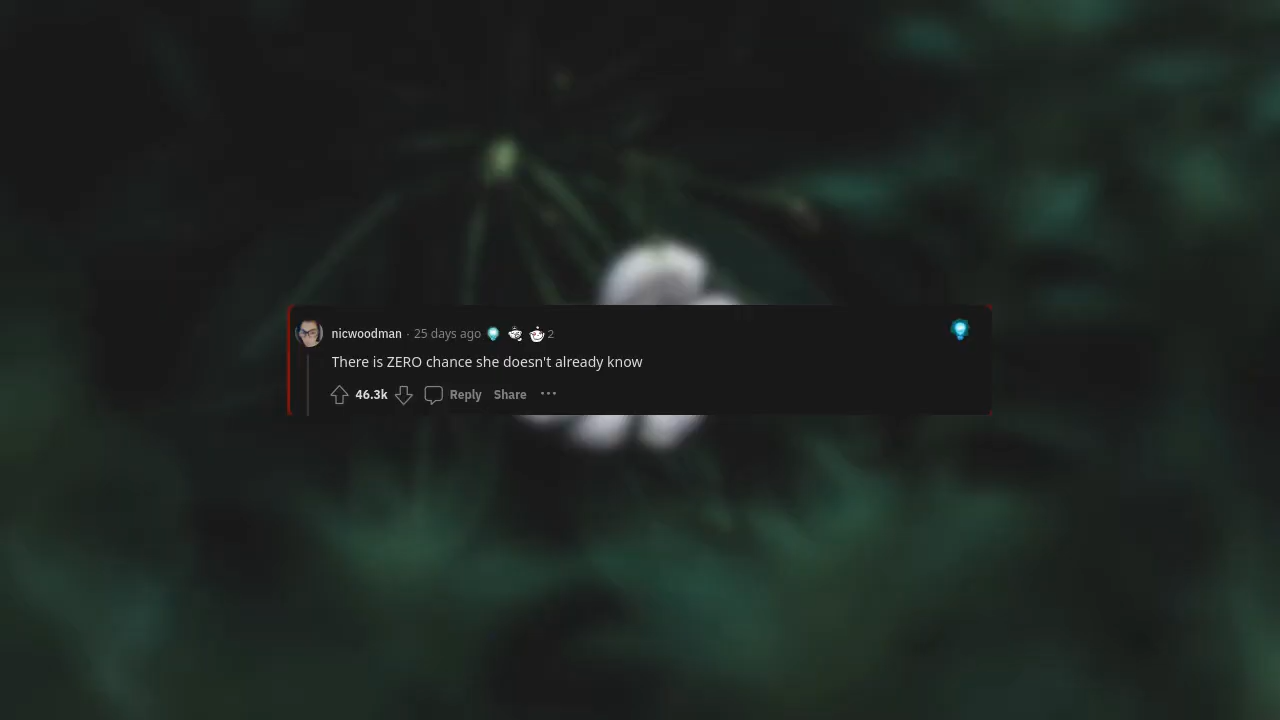 nicwoodman · 25 days ago 2
There is ZERO chance she doesn't already know
46.3k Reply Share ···